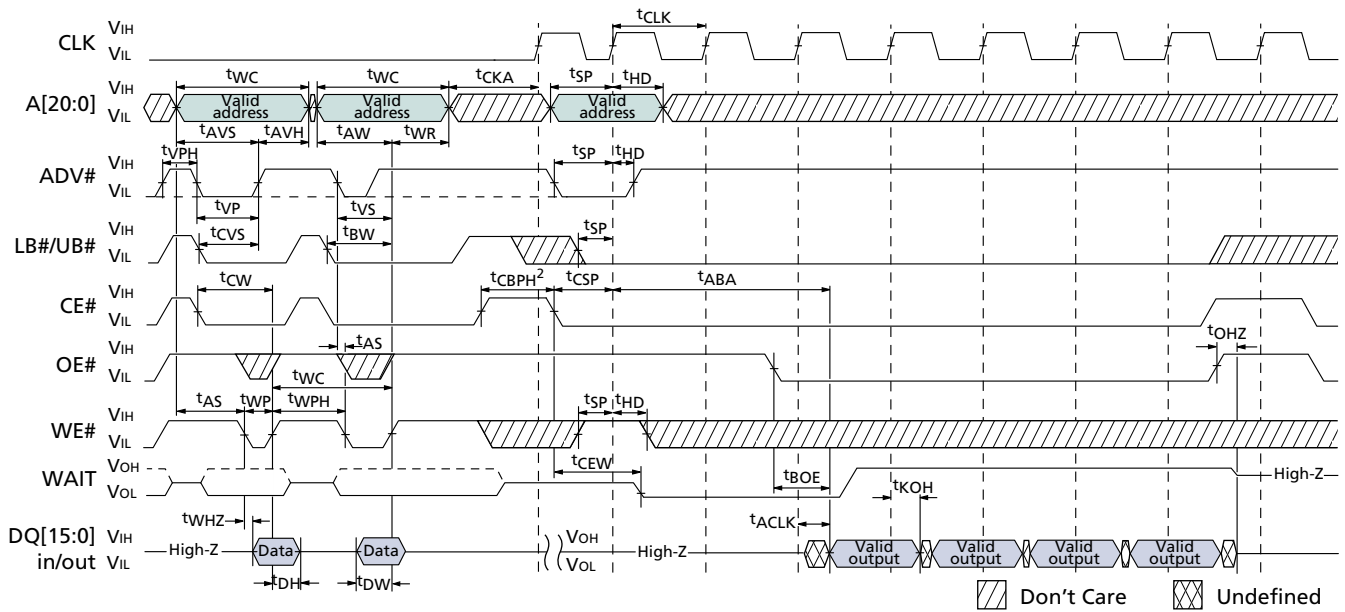 tCLK
CLK VIH
VIL
tWC tWC tCKA tSP tHD
A[20:0] VIH
VIL
Valid address Valid address Valid address
tAVS tAVH tAW tWR
tVPH tSP tHD
ADV# VIH
VIL
tVP tVS
LB#/UB# VIH
VIL
tCVS tBW tSP
tCW tCBPH2 tCSP tABA
CE# VIH
VIL
tAS tOHZ
OE# VIH
VIL
tWC
tAS tWP tWPH tSP tHD
WE# VIH
VIL
WAIT VOH
VOL
tCEW tBOE tKOH High-Z
tWHZ tACLK
DQ[15:0] in/out VIH
VIL
High-Z Data Data VOH
VOL
High-Z Valid output Valid output Valid output Valid output
tDH tDW
Don't Care Undefined